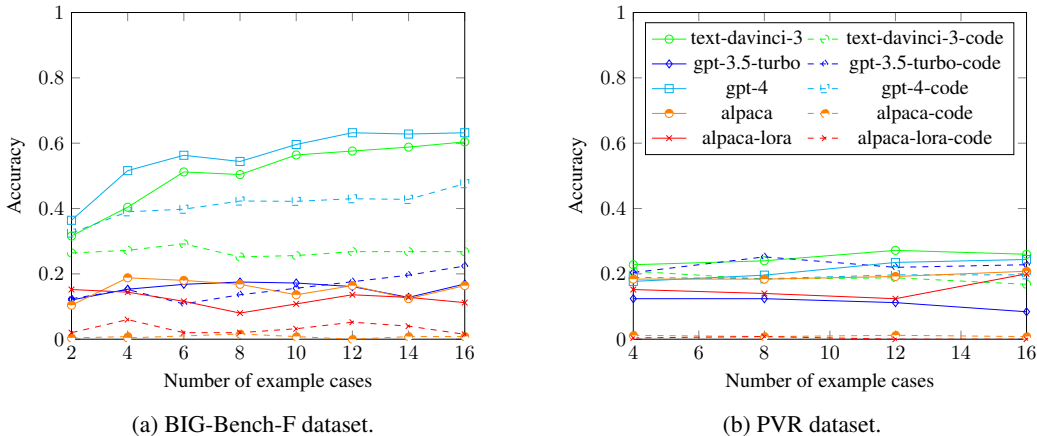 1
0.8
0.6
0.4
0.2
0
Accuracy
2 4 6 8 10 12 14 16
Number of example cases
(a) BIG-Bench-F dataset.
1
0.8
0.6
0.4
0.2
0
Accuracy
4 6 8 10 12 14 16
Number of example cases
text-davinci-3 text-davinci-3-code
gpt-3.5-turbo gpt-3.5-turbo-code
gpt-4 gpt-4-code
alpaca alpaca-code
alpaca-lora alpaca-lora-code
(b) PVR dataset.